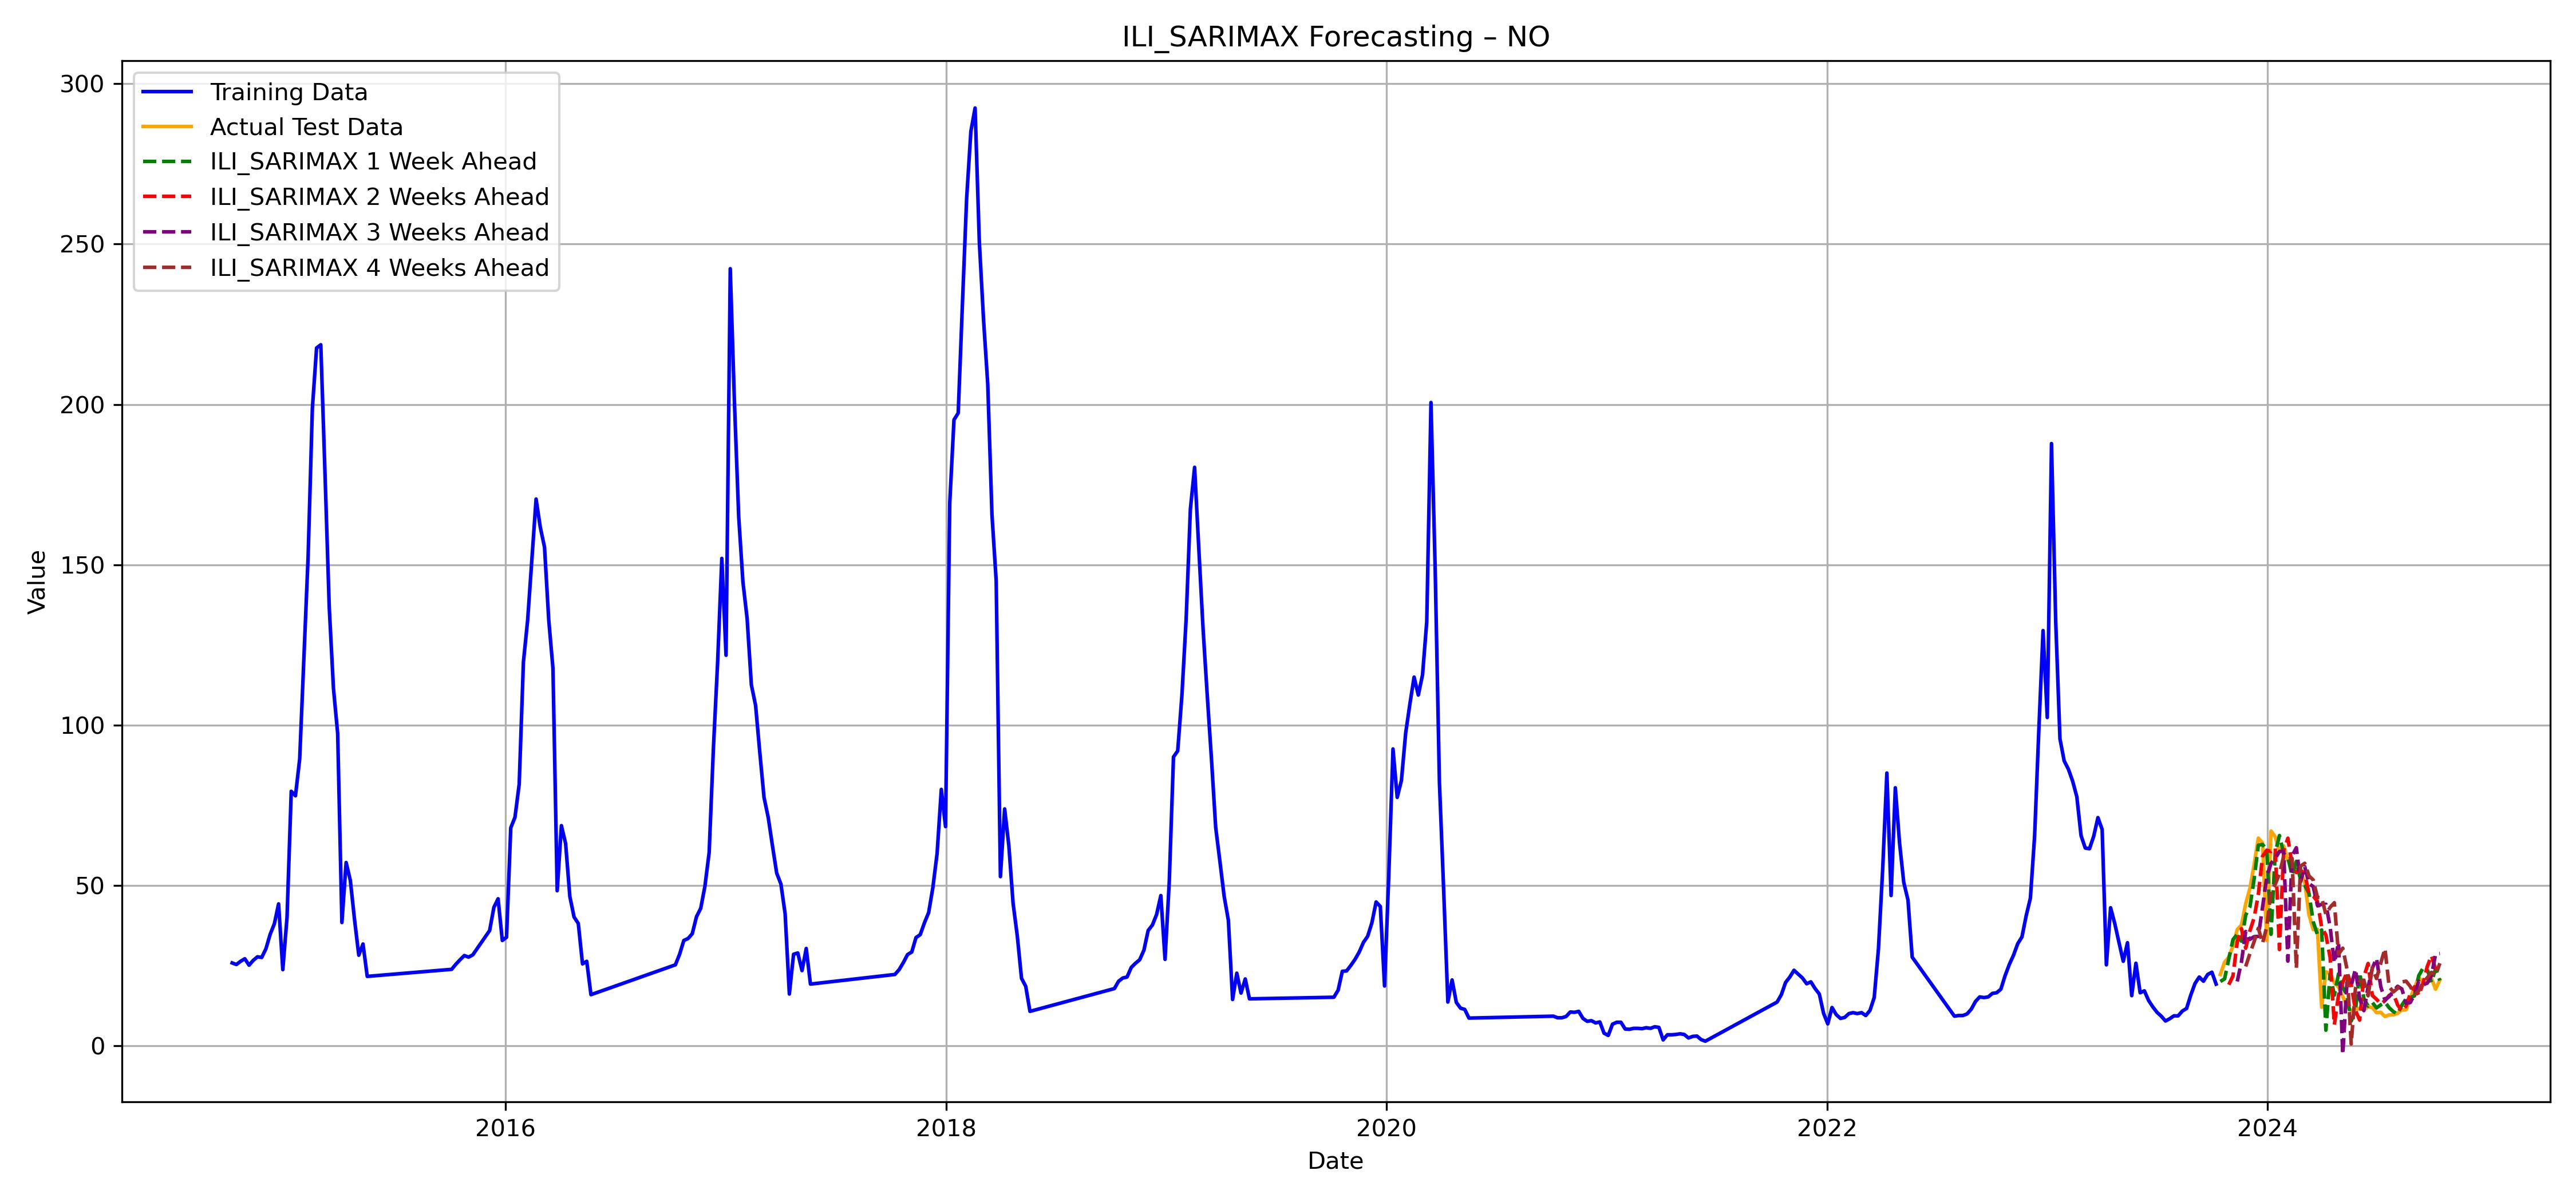 ILI_SARIMAX Forecasting – NO
Training Data
Actual Test Data
ILI_SARIMAX 1 Week Ahead
ILI_SARIMAX 2 Weeks Ahead
ILI_SARIMAX 3 Weeks Ahead
ILI_SARIMAX 4 Weeks Ahead
300
250
200
150
100
50
0
Value
2016
2018
2020
2022
2024
Date